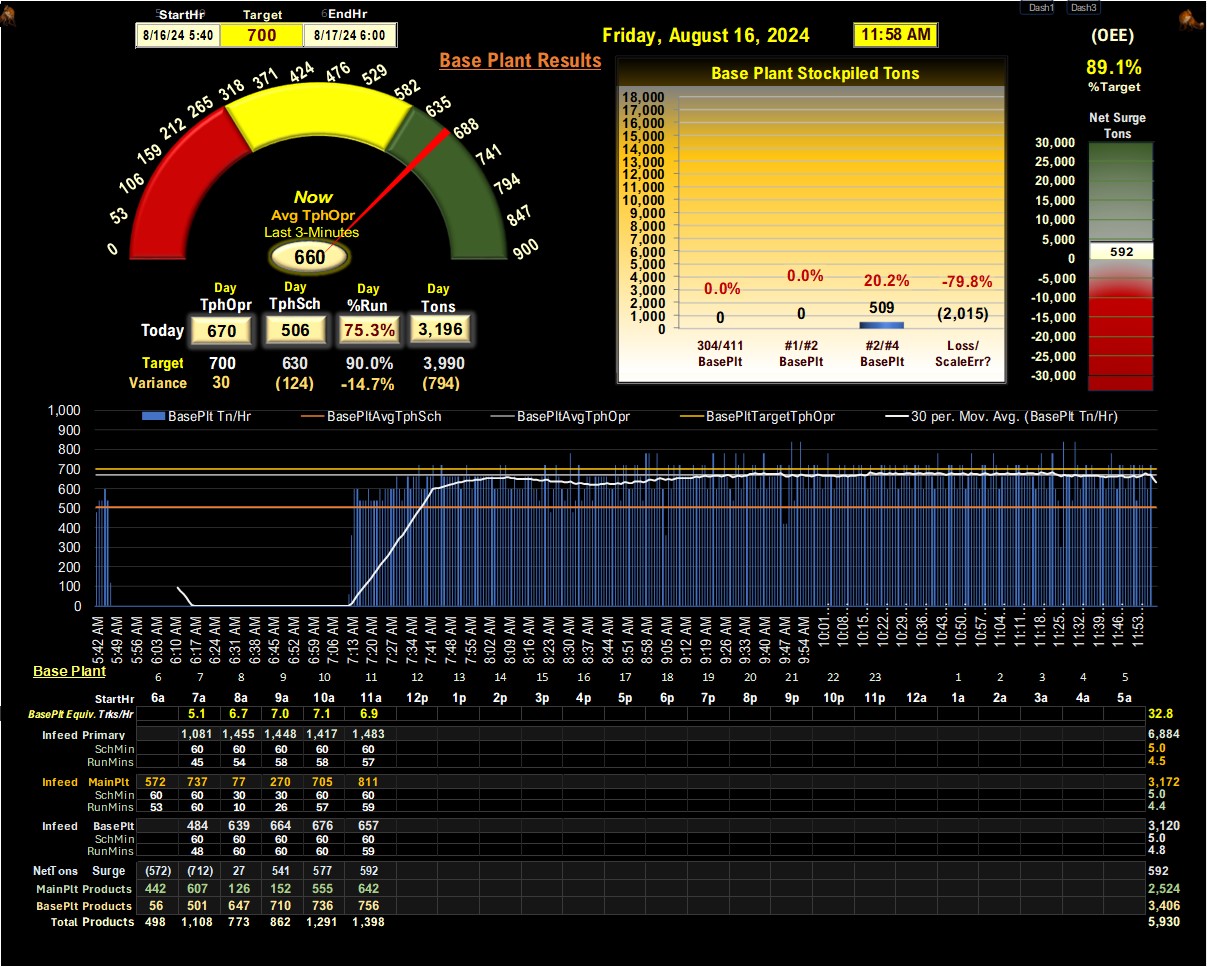 StartHr Target EndHr
8/16/24 5:40 700 8/17/24 6:00
Dash1 Dash3
Friday, August 16, 2024 11:58 AM
(OEE)
89.1%
%Target
Base Plant Results
0 53 106 159 212 265 318 371 424 476 529 582 635 688 741 794 847 900
Now
Avg TphOpr
Last 3-Minutes
660
Day Day Day Day
TphOpr TphSch %Run Tons
Today 670 506 75.3% 3,196
Target 700 630 90.0% 3,990
Variance 30 (124) -14.7% (794)
Base Plant Stockpiled Tons
18,000
17,000
16,000
15,000
14,000
13,000
12,000
11,000
10,000
9,000
8,000
7,000
6,000
5,000
4,000
3,000
2,000
1,000
0
0.0% 0.0% 20.2% -79.8%
0 0 509 (2,015)
304/411 #1/#2 #2/#4 Loss/
BasePlt BasePlt BasePlt ScaleErr?
Net Surge
Tons
30,000
25,000
20,000
15,000
10,000
5,000
592
0
-5,000
-10,000
-15,000
-20,000
-25,000
-30,000
BasePlt Tn/Hr BasePltAvgTphSch BasePltAvgTphOpr BasePltTargetTphOpr 30 per. Mov. Avg. (BasePlt Tn/Hr)
1,000
900
800
700
600
500
400
300
200
100
0
5:42 AM 5:49 AM 5:56 AM 6:03 AM 6:10 AM 6:17 AM 6:24 AM 6:31 AM 6:38 AM 6:45 AM 6:52 AM 6:59 AM 7:06 AM 7:13 AM 7:20 AM 7:27 AM 7:34 AM 7:41 AM 7:48 AM 7:55 AM 8:02 AM 8:09 AM 8:16 AM 8:23 AM 8:30 AM 8:37 AM 8:44 AM 8:51 AM 8:58 AM 9:05 AM 9:12 AM 9:19 AM 9:26 AM 9:33 AM 9:40 AM 9:47 AM 9:54 AM 10:01… 10:08… 10:15… 10:22… 10:29… 10:36… 10:43… 10:50… 10:57… 11:04… 11:11… 11:18… 11:25… 11:32… 11:39… 11:46… 11:53…
Base Plant 6 7 8 9 10 11 12 13 14 15 16 17 18 19 20 21 22 23 1 2 3 4 5
StartHr 6a 7a 8a 9a 10a 11a 12p 1p 2p 3p 4p 5p 6p 7p 8p 9p 10p 11p 12a 1a 2a 3a 4a 5a
BasePlt Equiv. Trks/Hr 5.1 6.7 7.0 7.1 6.9 32.8
Infeed Primary 1,081 1,455 1,448 1,417 1,483 6,884
SchMin 60 60 60 60 60 5.0
RunMins 45 54 58 58 57 4.5
Infeed MainPlt 572 737 77 270 705 811 3,172
SchMin 60 60 30 30 60 60 5.0
RunMins 53 60 10 26 57 59 4.4
Infeed BasePlt 484 639 664 676 657 3,120
SchMin 60 60 60 60 60 5.0
RunMins 48 60 60 60 59 4.8
NetTons Surge (572) (712) 27 541 577 592 592
MainPlt Products 442 607 126 152 555 642 2,524
BasePlt Products 56 501 647 710 736 756 3,406
Total Products 498 1,108 773 862 1,291 1,398 5,930